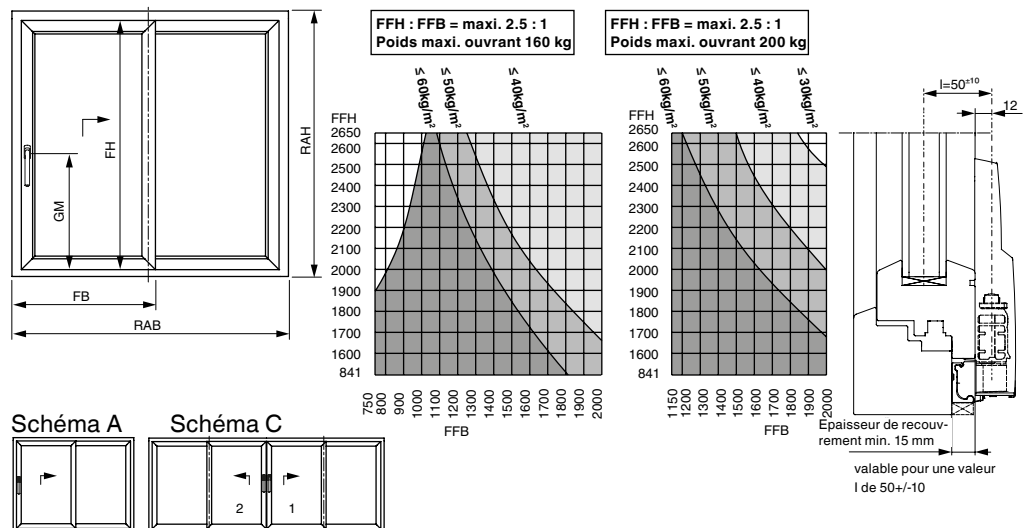 FFH : FFB = maxi. 2.5 : 1
Poids maxi. ouvrant 160 kg
FFH : FFB = maxi. 2.5 : 1
Poids maxi. ouvrant 200 kg
≤ 60kg/m²
≤ 50kg/m²
≤ 40kg/m²
≤ 60kg/m²
≤ 50kg/m²
≤ 40kg/m²
≤ 30kg/m²
I=50±10
12
FH
RAH
GM
FB
RAB
FFH
2650
2600
2500
2400
2300
2200
2100
2000
1900
1700
1600
841
750
800
900
1000
1100
1200
1300
1400
1500
1600
1700
1800
1900
2000
FFB
FFH
2650
2600
2500
2400
2300
2200
2100
2000
1900
1700
1600
841
1150
1200
1300
1400
1500
1600
1700
1800
1900
2000
FFB
Epaisseur de recouv-
rement min. 15 mm
valable pour une valeur
I de 50+/-10
Schéma A
Schéma C
2
1